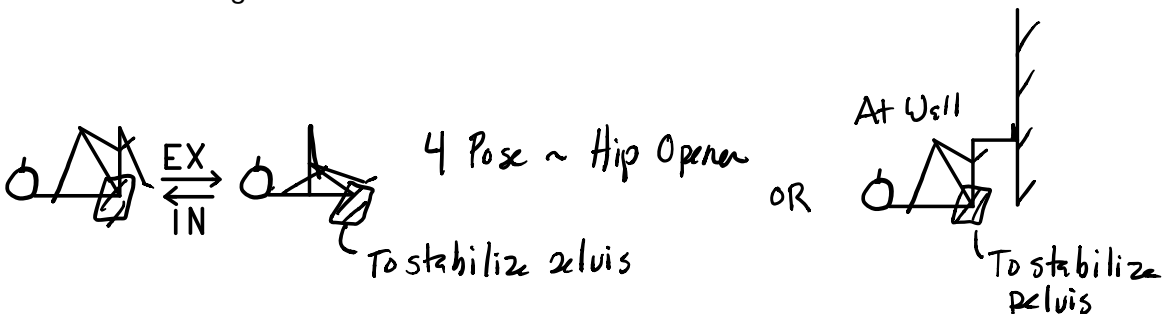 At Wall
EX
IN
4 Pose ~ Hip Opener
OR
To stabilize pelvis
To stabilize
pelvis